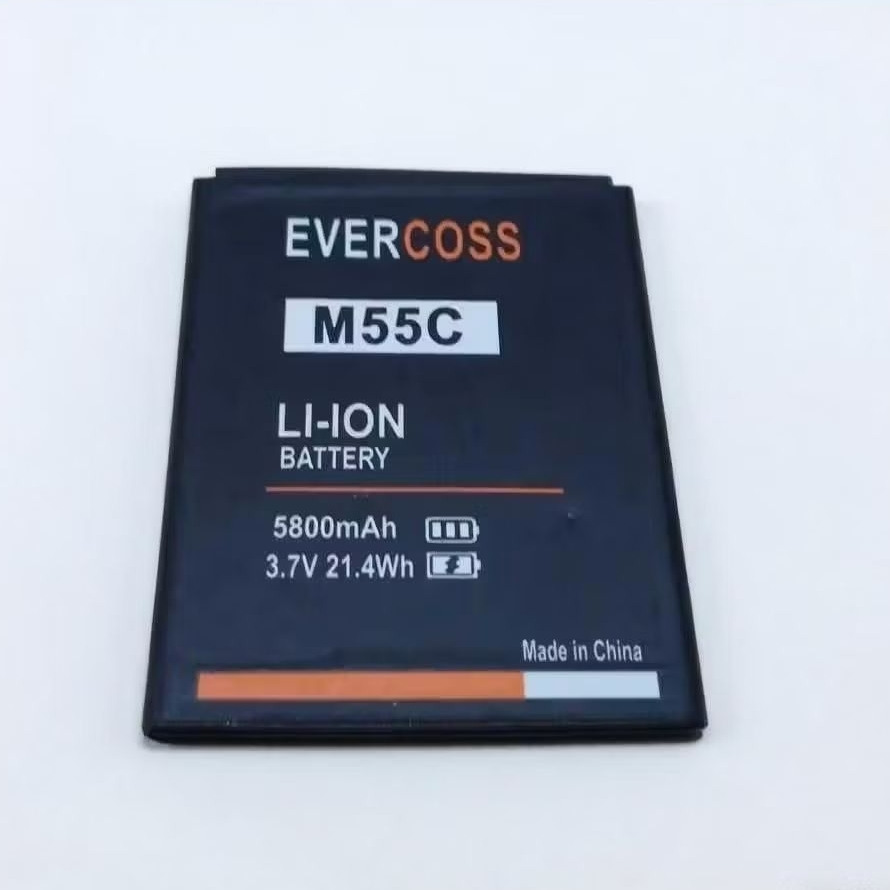 EVERCOSS
M55C
LI-ION
BATTERY
5800mAh
3.7V 21.4Wh
Made in China